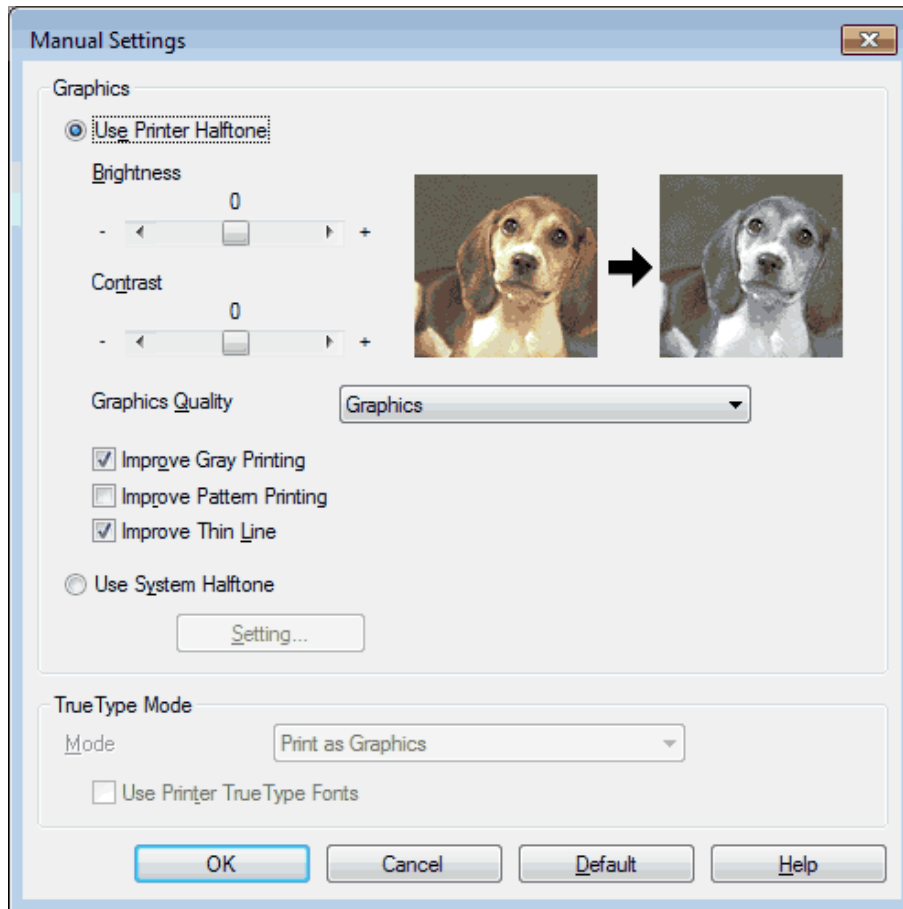 Manual Settings
Graphics
Use Printer Halftone
Brightness
0
- +
Contrast
0
- +
Graphics Quality Graphics
Improve Gray Printing
Improve Pattern Printing
Improve Thin Line
Use System Halftone
Setting...
TrueType Mode
Mode Print as Graphics
Use Printer TrueType Fonts
OK Cancel Default Help